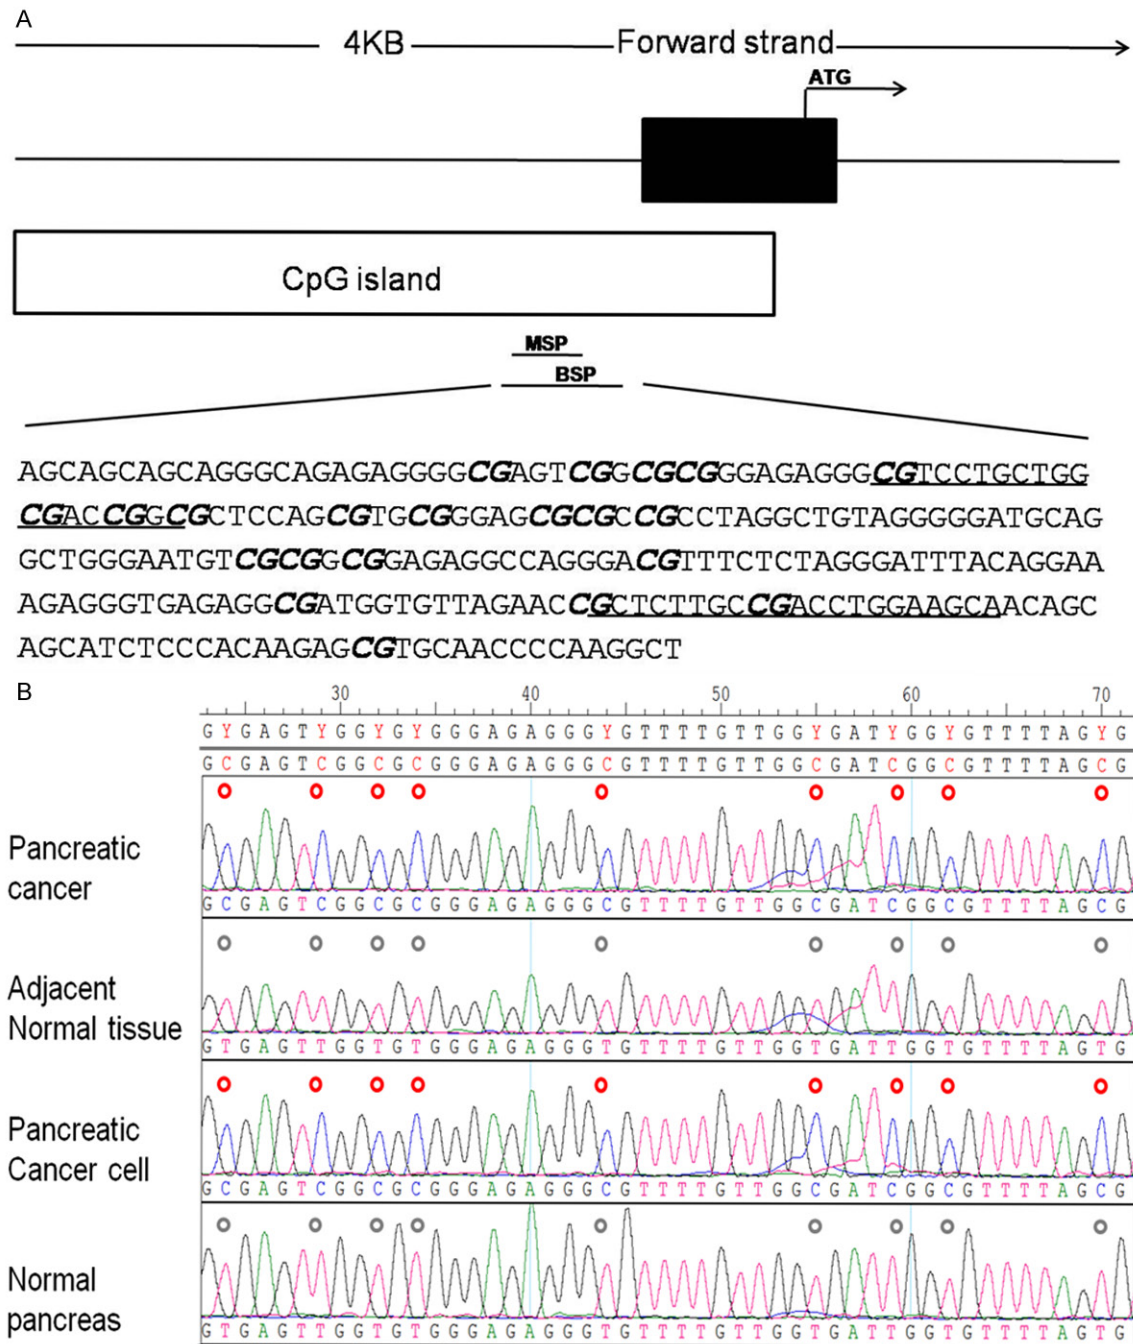 A
4KB Forward strand
ATG
CpG island
MSP
BSP
AGCAGCAGCAGGGCAGAGAGGGGCGAGTCGGCGCGGGAGAGGGCGTCCTGCTGG
CGACCGGCGCTCCAGCGTGCGGGAGCGCGCCGCCTAGGCTGTAGGGGGATGCAG
GCTGGGAATGTCGCGGCGGAGAGGCCAGGGACGTTTCTCTAGGGATTTACAGGAA
AGAGGGTGAGAGGCGATGGTGTTAGAACCGCTCTTGCCGACCTGGAAGCAACAGC
AGCATCTCCCACAAGAGCGTGCAACCCCAAGGCT
B
30 40 50 60 70
GYGAGTYGGYGYGGGAGAGGGYGTTTTGTTGGYGATYGGYGTTTTAGYG
GCGAGTCGGCGCGGGAGAGGGCGTTTTGTTGGCGATCGGCGTTTTAGCG
Pancreatic
cancer
GCGAGTCGGCGCGGGAGAGGGCGTTTTGTTGGCGATCGGCGTTTTAGCG
Adjacent
Normal tissue
GTGAGTTGGTGTGGGAGAGGGTGTTTTGTTGGTGATTGGTGTTTTAGTG
Pancreatic
Cancer cell
GCGAGTCGGCGCGGGAGAGGGCGTTTTGTTGGCGATCGGCGTTTTAGCG
Normal
pancreas
GTGAGTTGGTGTGGGAGAGGGTGTTTTGTTGGTGATTGGTGTTTTAGTG